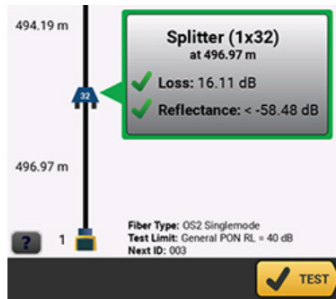 494.19 m
Splitter (1x32)
at 496.97 m
Loss: 16.11 dB
32
Reflectance: < -58.48 dB
496.97 m
Fiber Type: OS2 Singlemode
? 1
Test Limit: General PON RL = 40 dB
Next ID: 003
TEST